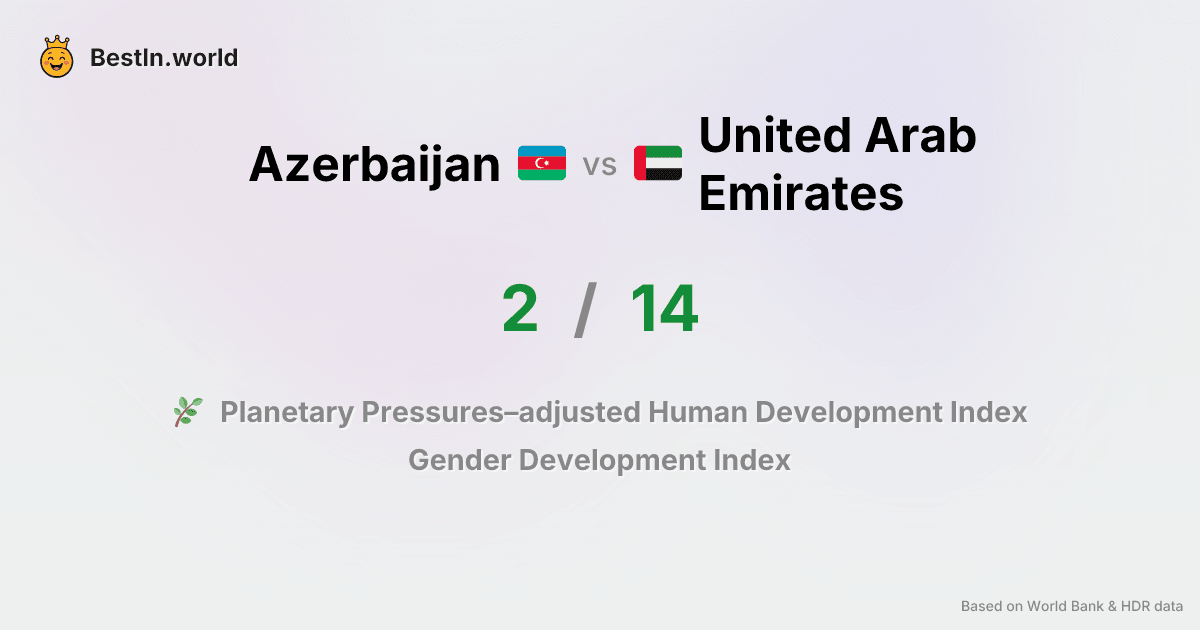 BestIn.world
Azerbaijan vs United Arab
Emirates
2 / 14
Planetary Pressures–adjusted Human Development Index
Gender Development Index
Based on World Bank & HDR data